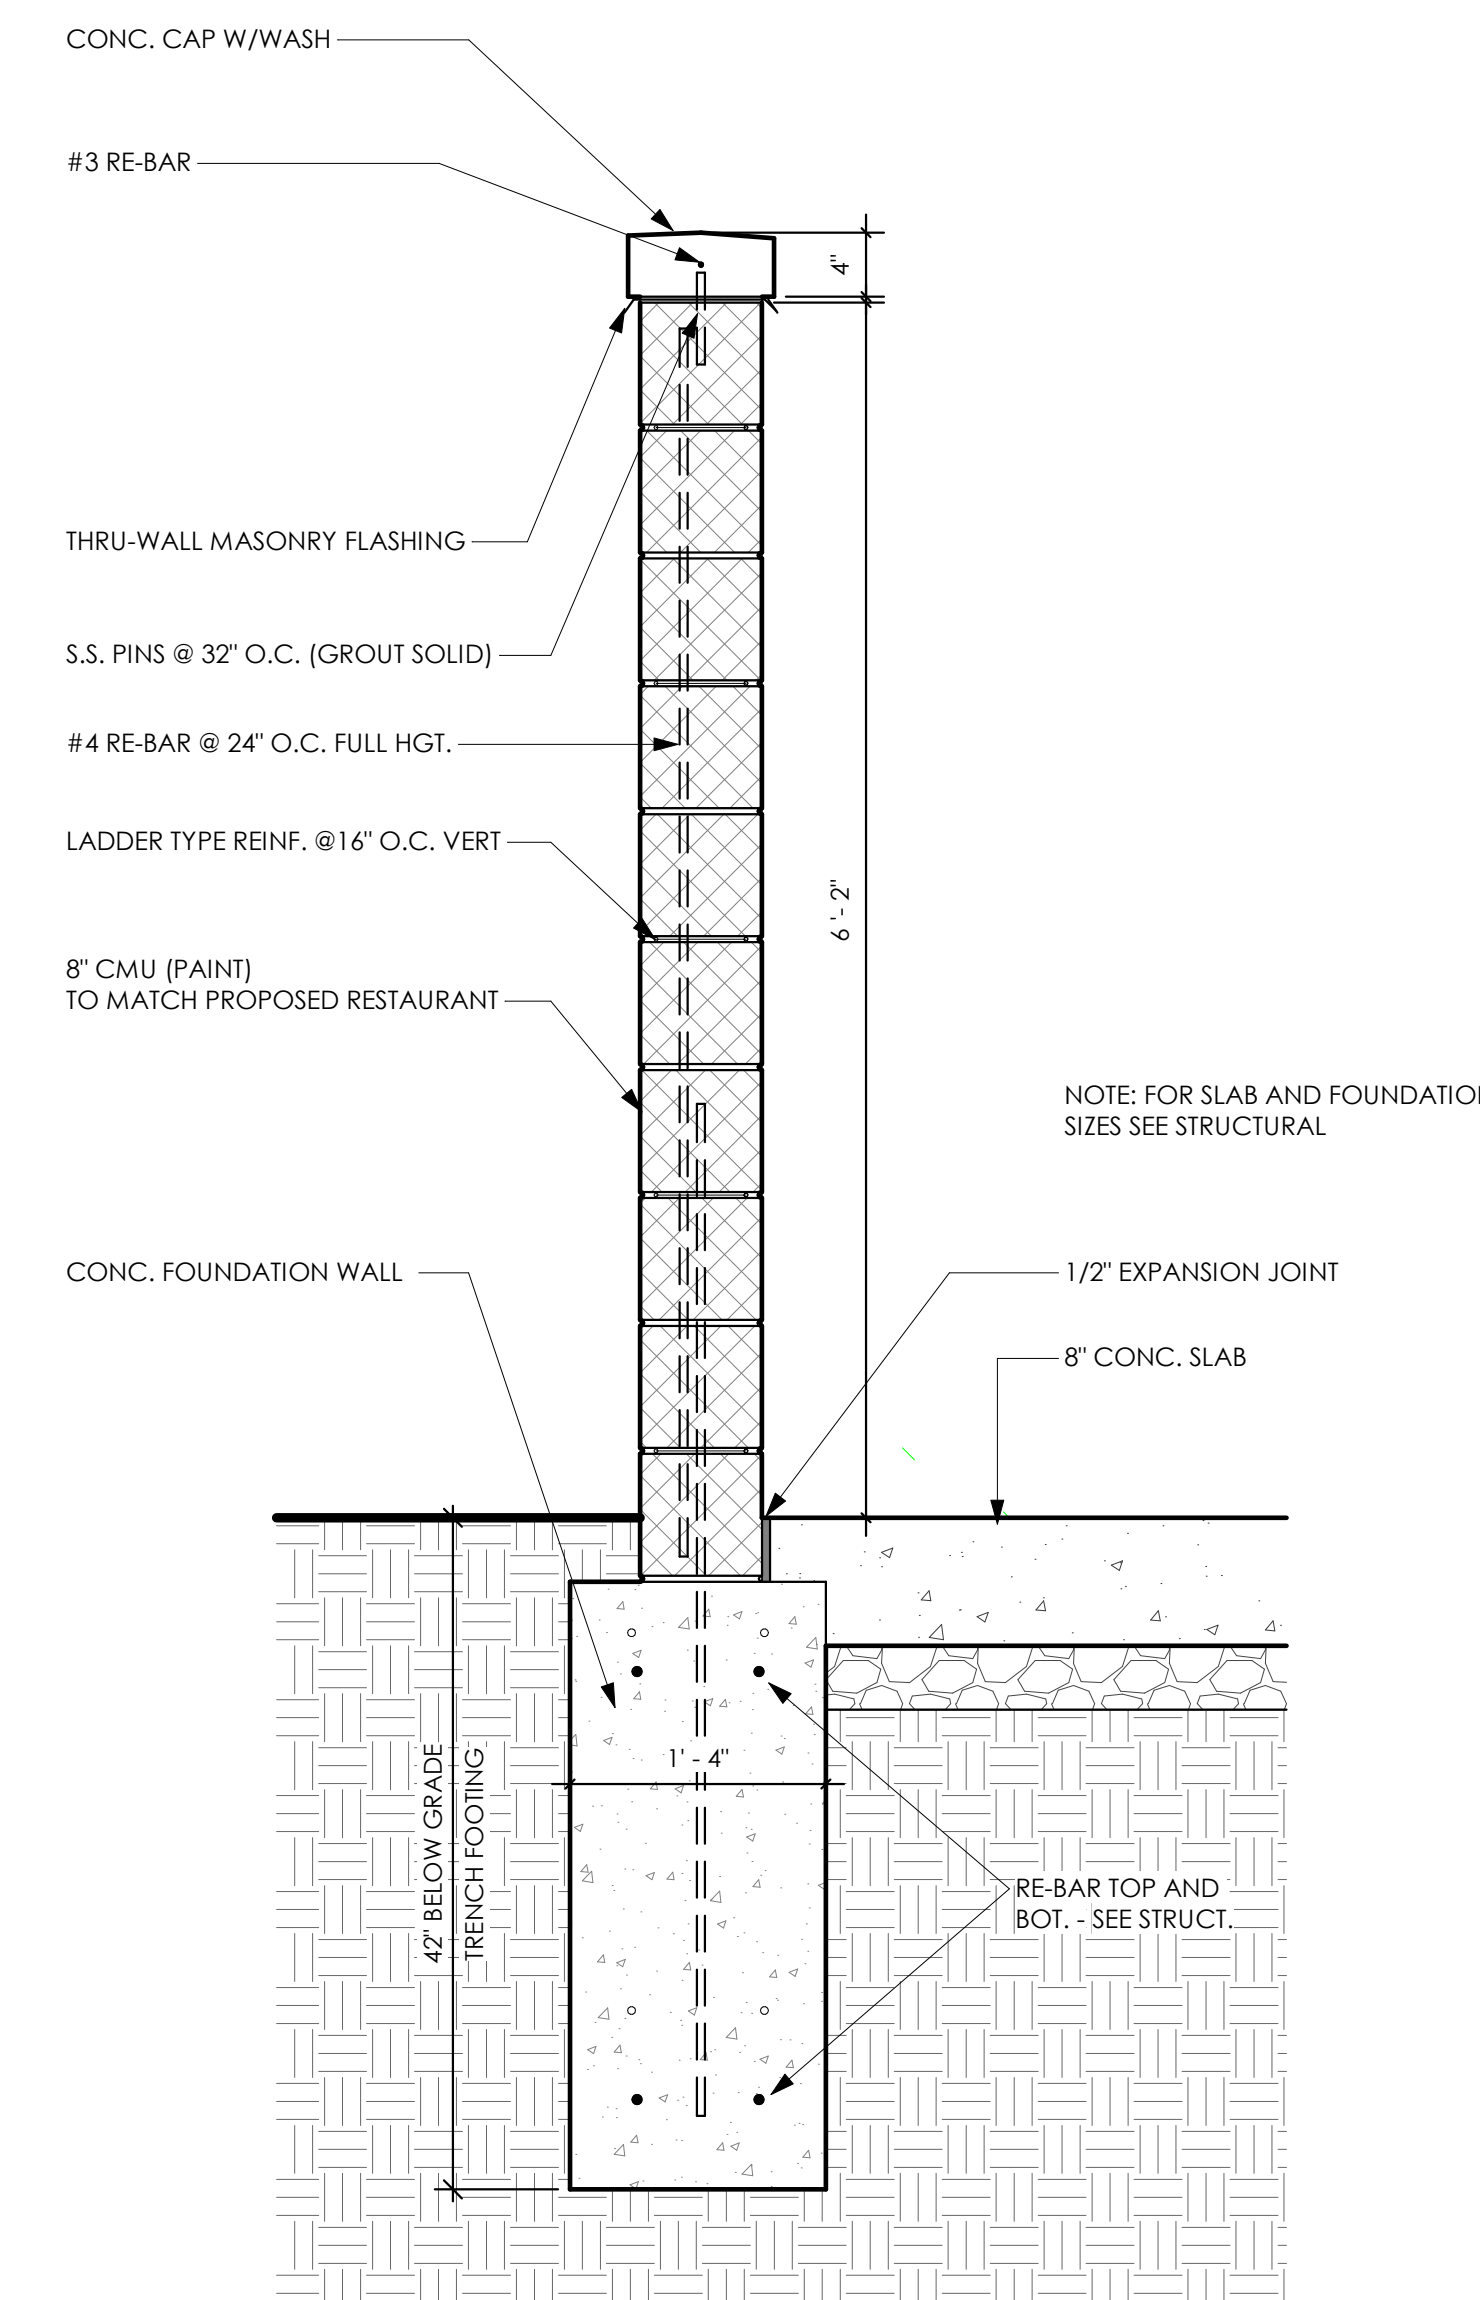 CONC. CAP W/WASH
#3 RE-BAR
4"
THRU-WALL MASONRY FLASHING
S.S. PINS @ 32" O.C. (GROUT SOLID)
#4 RE-BAR @ 24" O.C. FULL HGT.
LADDER TYPE REINF. @16" O.C. VERT
6 '- 2"
8" CMU (PAINT)
TO MATCH PROPOSED RESTAURANT
NOTE: FOR SLAB AND FOUNDATION
SIZES SEE STRUCTURAL
CONC. FOUNDATION WALL
1/2" EXPANSION JOINT
8" CONC. SLAB
1' - 4"
42" BELOW GRADE
TRENCH FOOTING
RE-BAR TOP AND
BOT. - SEE STRUCT.